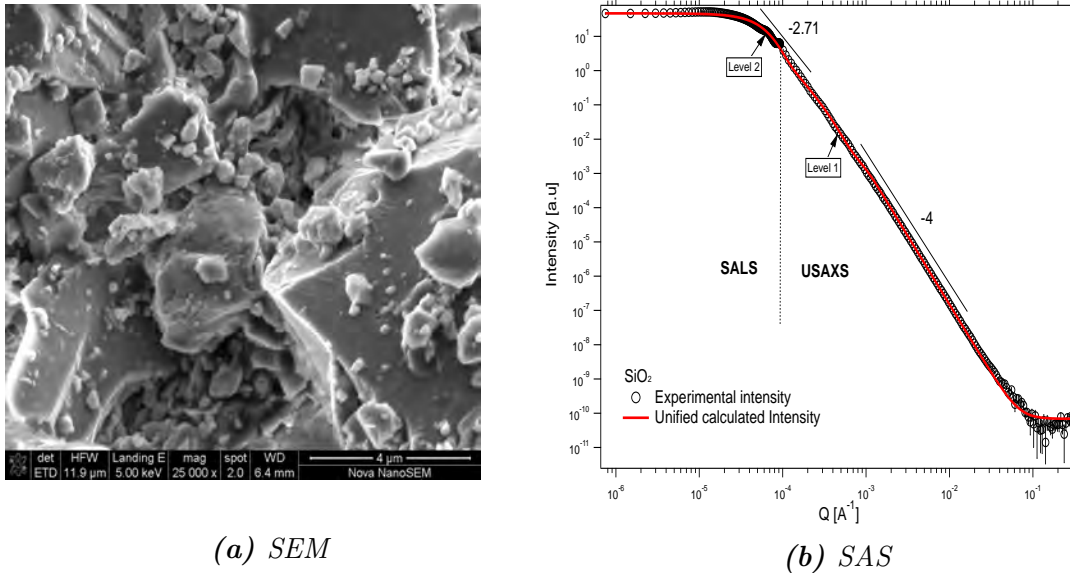 det HFW Landing E mag spot WD
ETD 11.9 µm 5.00 keV 25 000 x 2.0 6.4 mm
4 µm
Nova NanoSEM
(a) SEM
Intensity [a.u]
10¹
10⁰
10⁻¹
10⁻²
10⁻³
10⁻⁴
10⁻⁵
10⁻⁶
10⁻⁷
10⁻⁸
10⁻⁹
10⁻¹⁰
10⁻¹¹
-2.71
Level 2
Level 1
-4
SALS USAXS
SiO₂
Experimental intensity
Unified calculated Intensity
10⁻⁶ 10⁻⁵ 10⁻⁴ 10⁻³ 10⁻² 10⁻¹
Q [A⁻¹]
(b) SAS